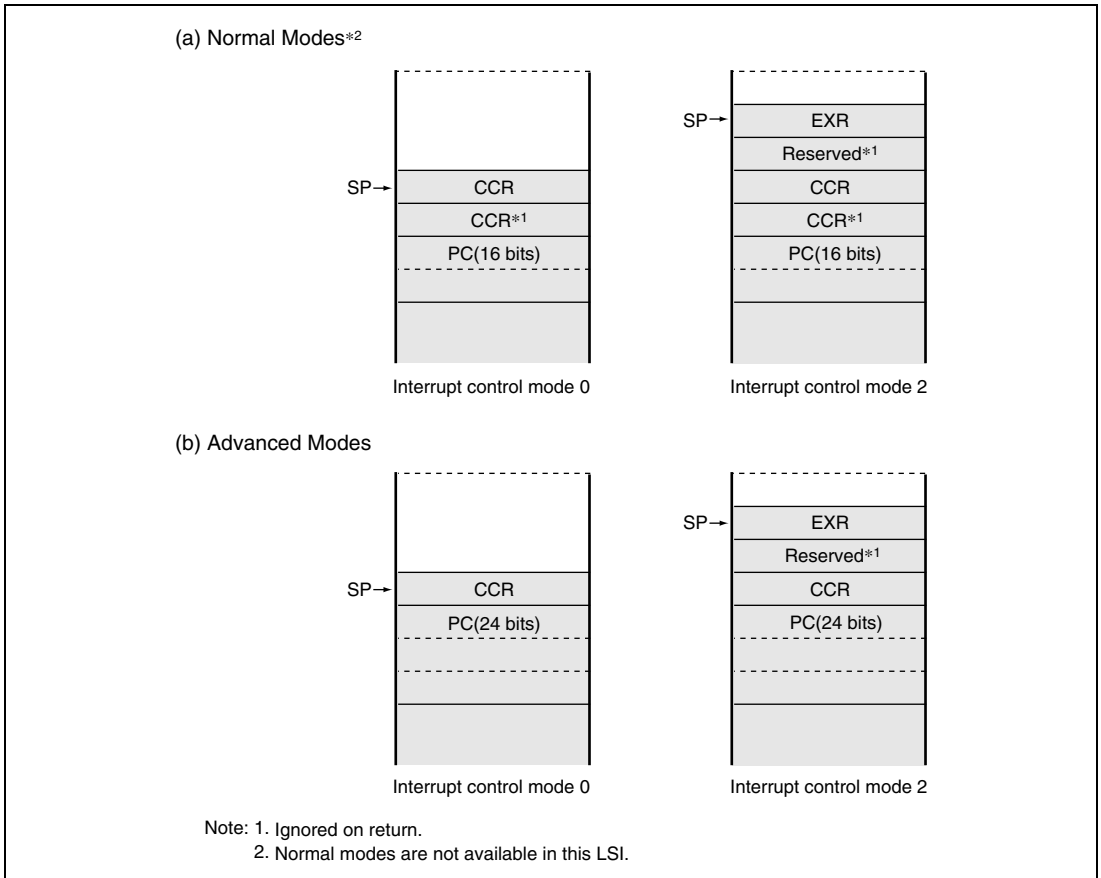 (a) Normal Modes*2
SP→ CCR
CCR*1
PC(16 bits)
Interrupt control mode 0
SP→ EXR
Reserved*1
CCR
CCR*1
PC(16 bits)
Interrupt control mode 2
(b) Advanced Modes
SP→ CCR
PC(24 bits)
Interrupt control mode 0
SP→ EXR
Reserved*1
CCR
PC(24 bits)
Interrupt control mode 2
Note: 1. Ignored on return.
2. Normal modes are not available in this LSI.